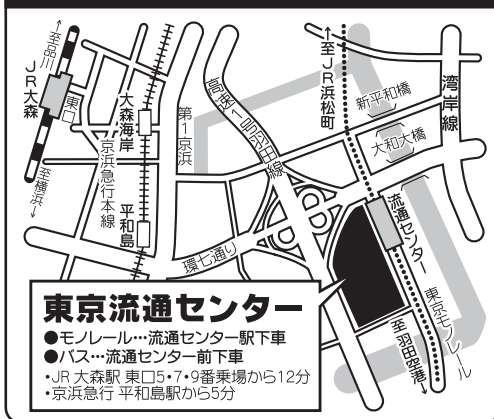 ←至品川
JR大森
東口
至横浜→
大森海岸
京浜急行本線
平和島
第1京浜
高速1号羽田線
←至JR浜松町
新平和橋
大和大橋
湾岸線
環七通り
流通センター
東京モノレール
至羽田空港→
東京流通センター
●モノレール…流通センター駅下車
●バス…流通センター前下車
・JR 大森駅 東口5・7・9番乗場から12分
・京浜急行 平和島駅から5分